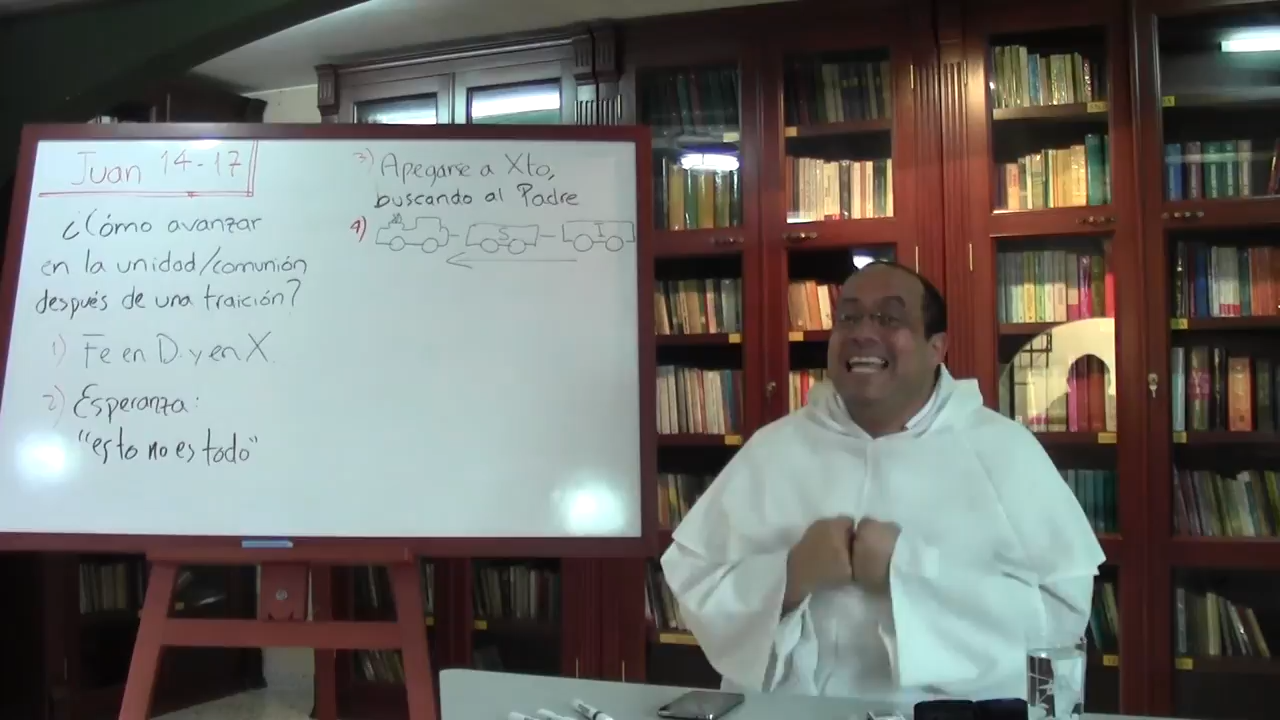 Juan 14-17
¿Cómo avanzar
en la unidad/comunión
después de una traición?
1) Fe en D. y en X.
2) Esperanza:
"esto no es todo"
3) Apegarse a Xto,
buscando al Padre
4)
S
I